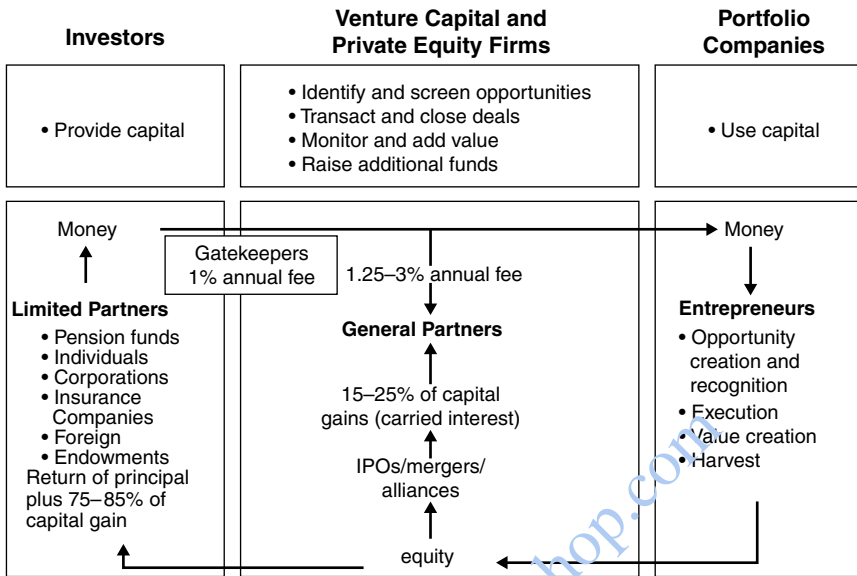 Investors
Venture Capital and
Private Equity Firms
Portfolio
Companies
• Provide capital
• Identify and screen opportunities
• Transact and close deals
• Monitor and add value
• Raise additional funds
• Use capital
Money
Gatekeepers
1% annual fee
1.25–3% annual fee
Money
Limited Partners
• Pension funds
• Individuals
• Corporations
• Insurance
Companies
• Foreign
• Endowments
Return of principal
plus 75–85% of
capital gain
General Partners
15–25% of capital
gains (carried interest)
IPOs/mergers/
alliances
equity
Entrepreneurs
• Opportunity
creation and
recognition
• Execution
• Value creation
• Harvest
hop.com